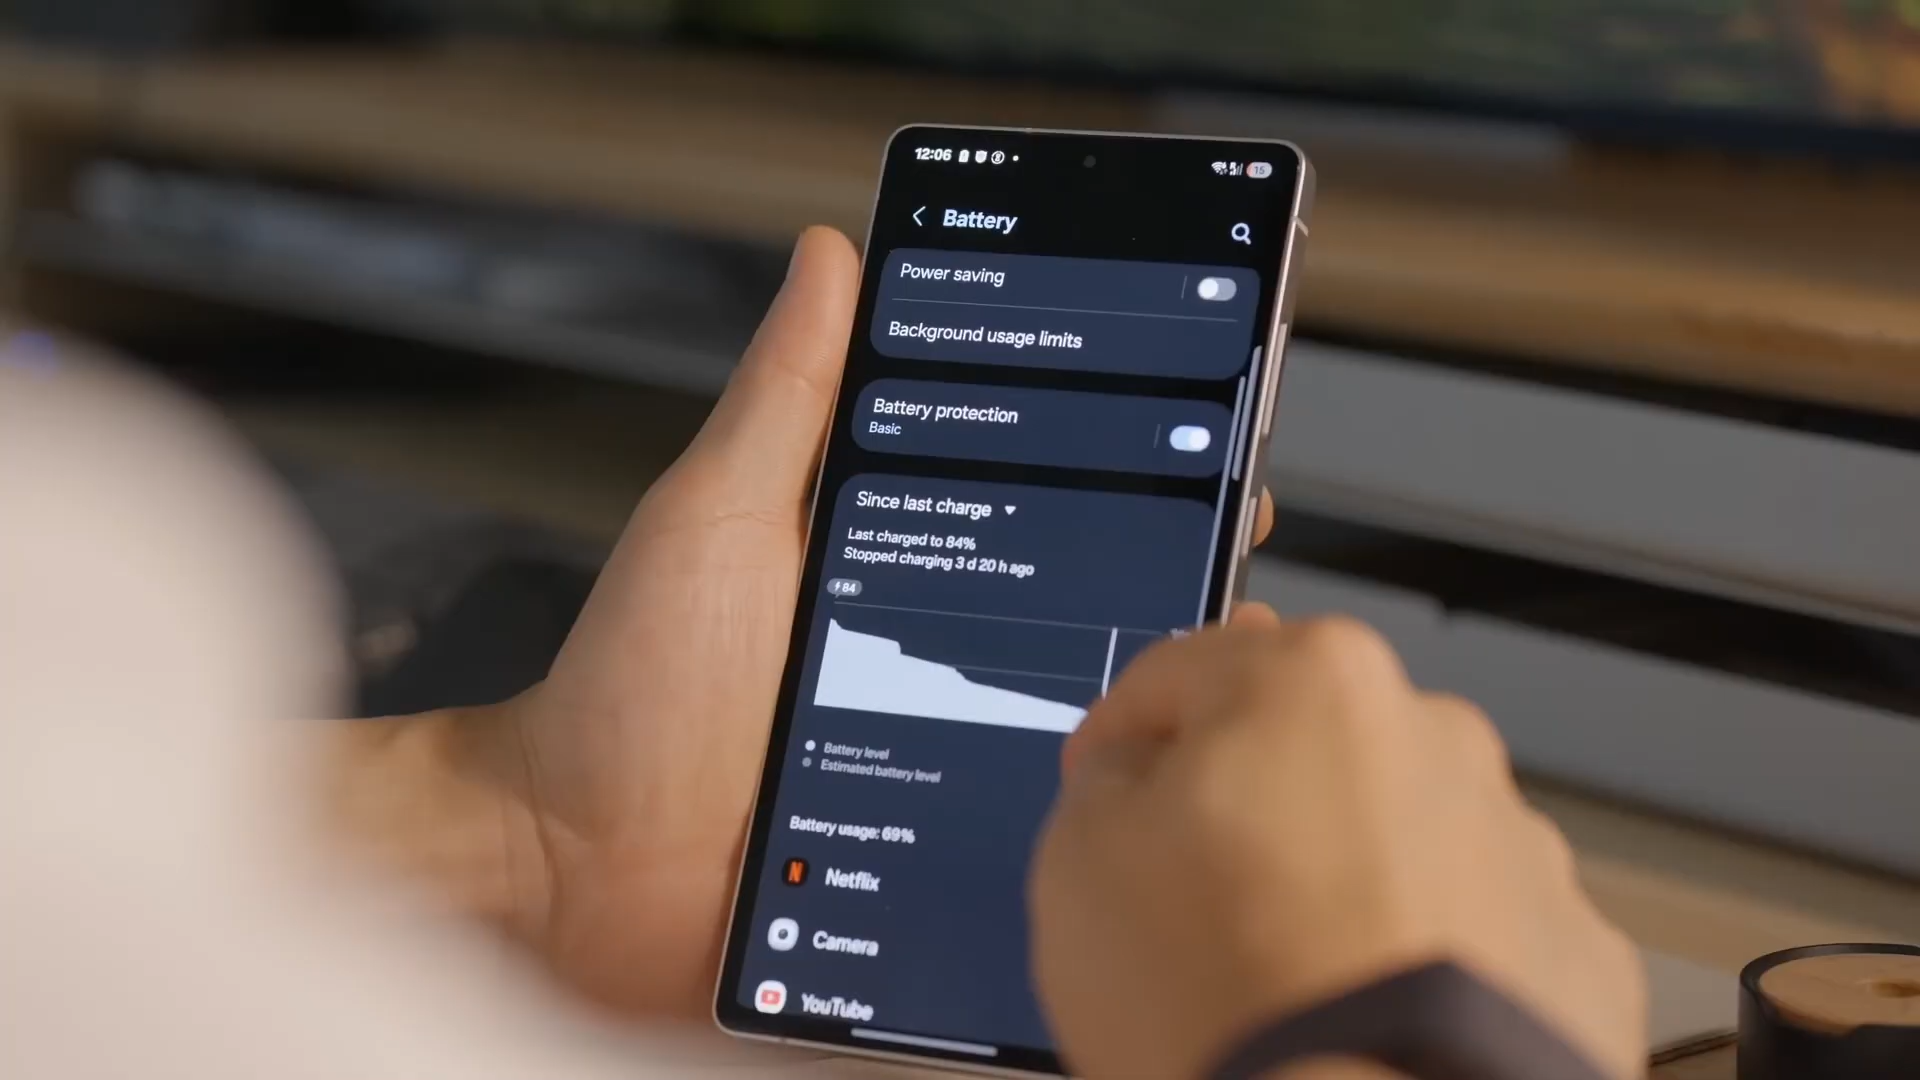 12:06
15
Battery
Power saving
Background usage limits
Battery protection
Basic
Since last charge
Last charged to 84%
Stopped charging 3 d 20 h ago
84
Battery level
Estimated battery level
Battery usage: 69%
N
Netflix
Camera
YouTube